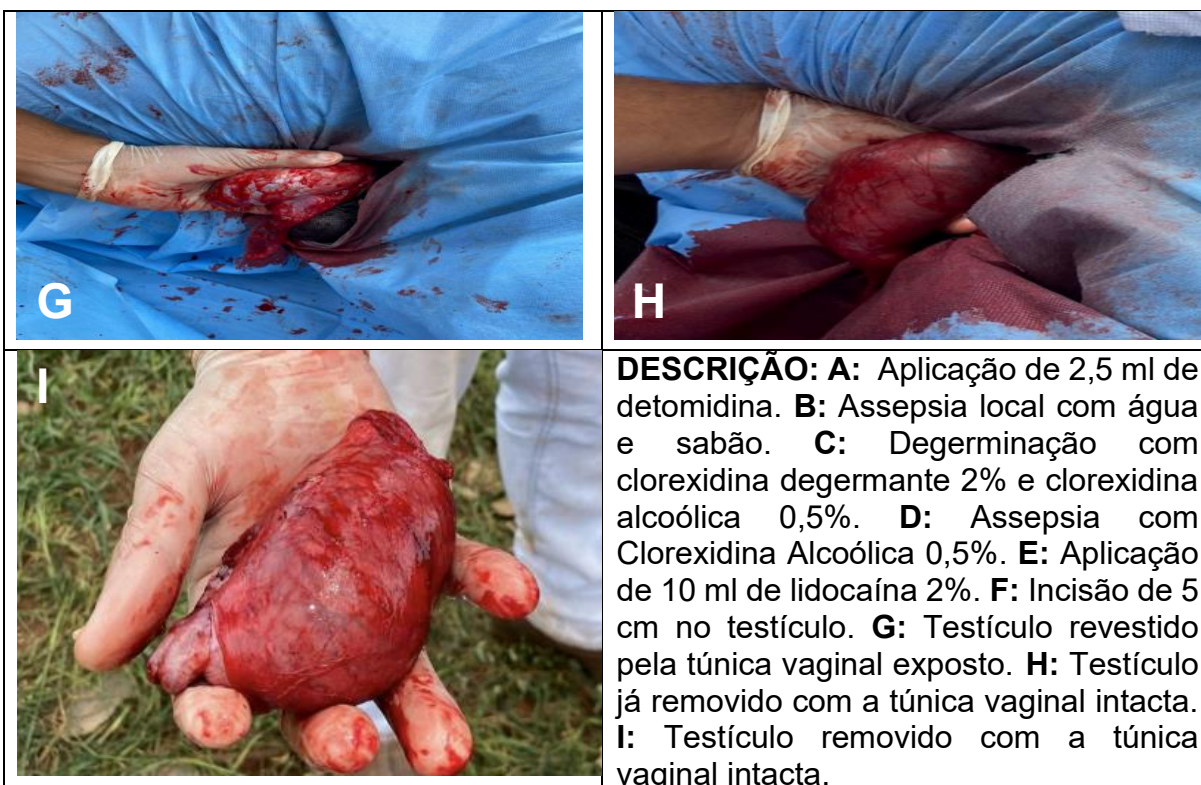 G
H
I
DESCRIÇÃO: A: Aplicação de 2,5 ml de
detomidina. B: Assepsia local com água
e sabão. C: Degerminação com
clorexidina degermante 2% e clorexidina
alcoólica 0,5%. D: Assepsia com
Clorexidina Alcoólica 0,5%. E: Aplicação
de 10 ml de lidocaína 2%. F: Incisão de 5
cm no testículo. G: Testículo revestido
pela túnica vaginal exposto. H: Testículo
já removido com a túnica vaginal intacta.
I: Testículo removido com a túnica
vaginal intacta.